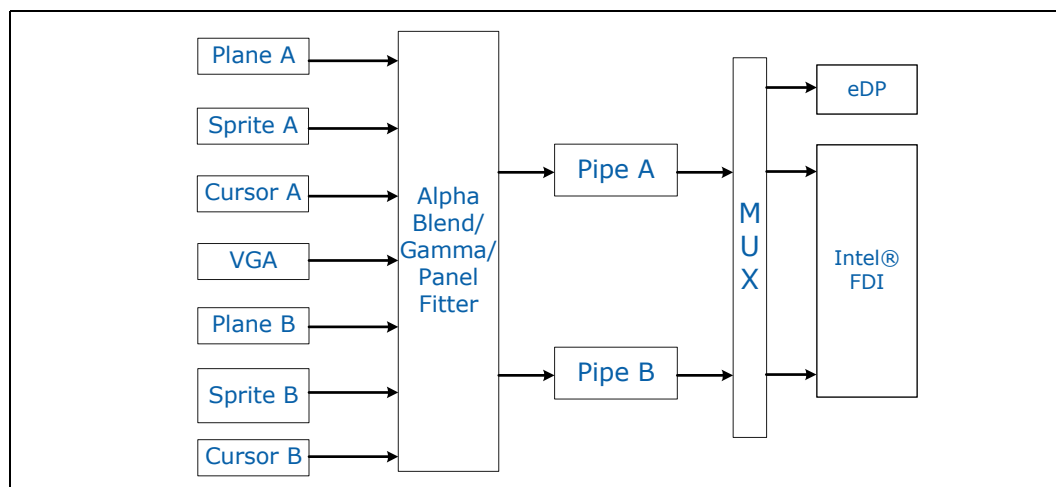 Plane A
Sprite A
Cursor A
VGA
Plane B
Sprite B
Cursor B
Alpha
Blend/
Gamma/
Panel
Fitter
Pipe A
Pipe B
M
U
X
eDP
Intel®
FDI